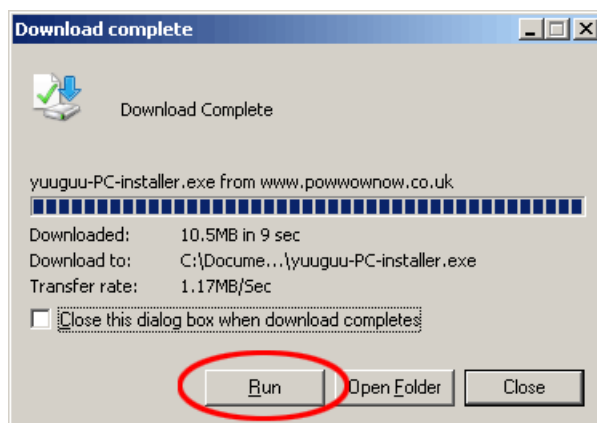 Download complete
Download Complete
yuuguu-PC-installer.exe from www.powwownow.co.uk
Downloaded: 10.5MB in 9 sec
Download to: C:\Docume...\yuuguu-PC-installer.exe
Transfer rate: 1.17MB/Sec
Close this dialog box when download completes
Run Open Folder Close